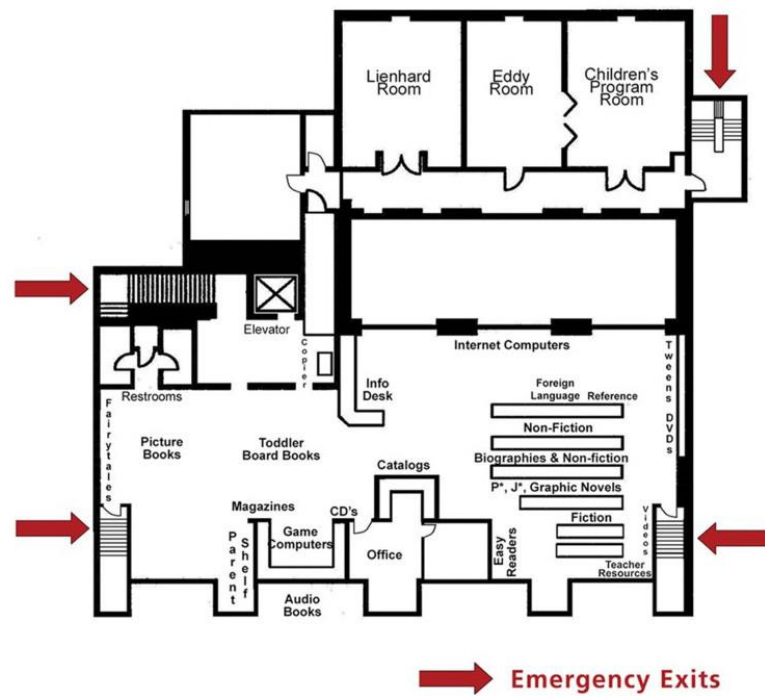 Lienhard
Room
Eddy
Room
Children's
Program
Room
Elevator
Copier
Internet Computers
Tweens DVDs
Info
Desk
Foreign
Language Reference
Restrooms
Fairytales
Picture
Books
Toddler
Board Books
Non-Fiction
Biographies & Non-fiction
Catalogs
P*, J*, Graphic Novels
Magazines
CD's
Fiction
Videos
Game
Computers
Parent
Shelf
Office
Easy
Readers
Teacher
Resources
Audio
Books
Emergency Exits